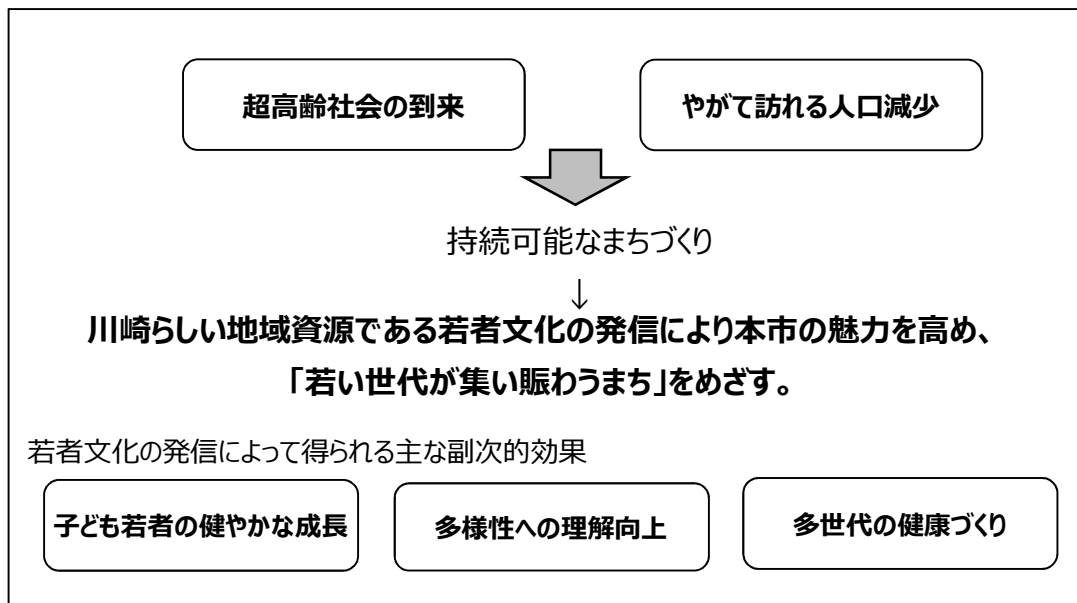 超高齢社会の到来
やがて訪れる人口減少
持続可能なまちづくり
↓
川崎らしい地域資源である若者文化の発信により本市の魅力を高め、
「若い世代が集い賑わうまち」をめざす。
若者文化の発信によって得られる主な副次的効果
子ども若者の健やかな成長
多様性への理解向上
多世代の健康づくり